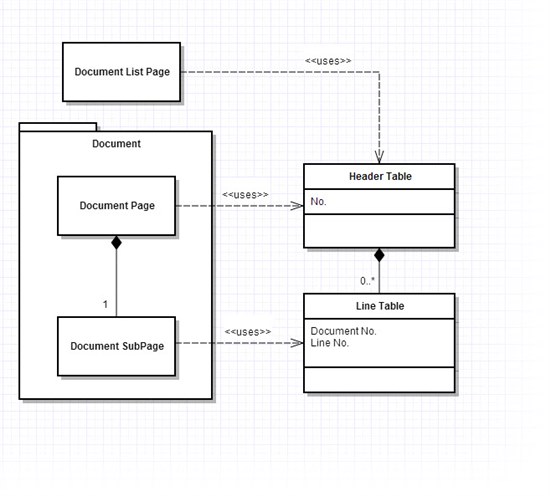 <<uses>>
Document List Page
Document
Header Table
<<uses>>
Document Page
No.
0..*
1
Line Table
<<uses>>
Document No.
Document SubPage
Line No.